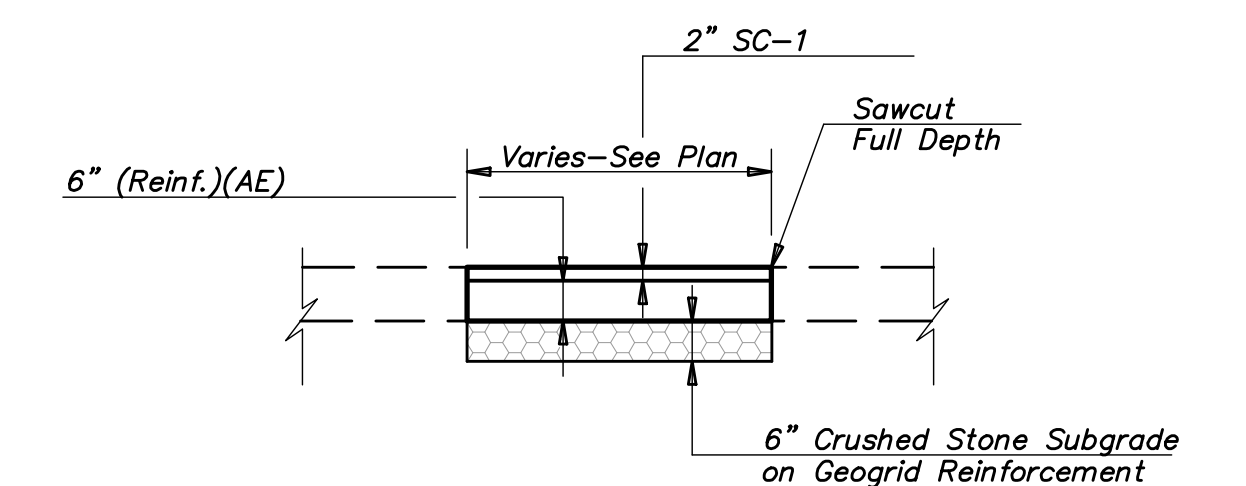 2” SC-1
Sawcut
Full Depth
Varies-See Plan
6” (Reinf.)(AE)
6” Crushed Stone Subgrade
on Geogrid Reinforcement